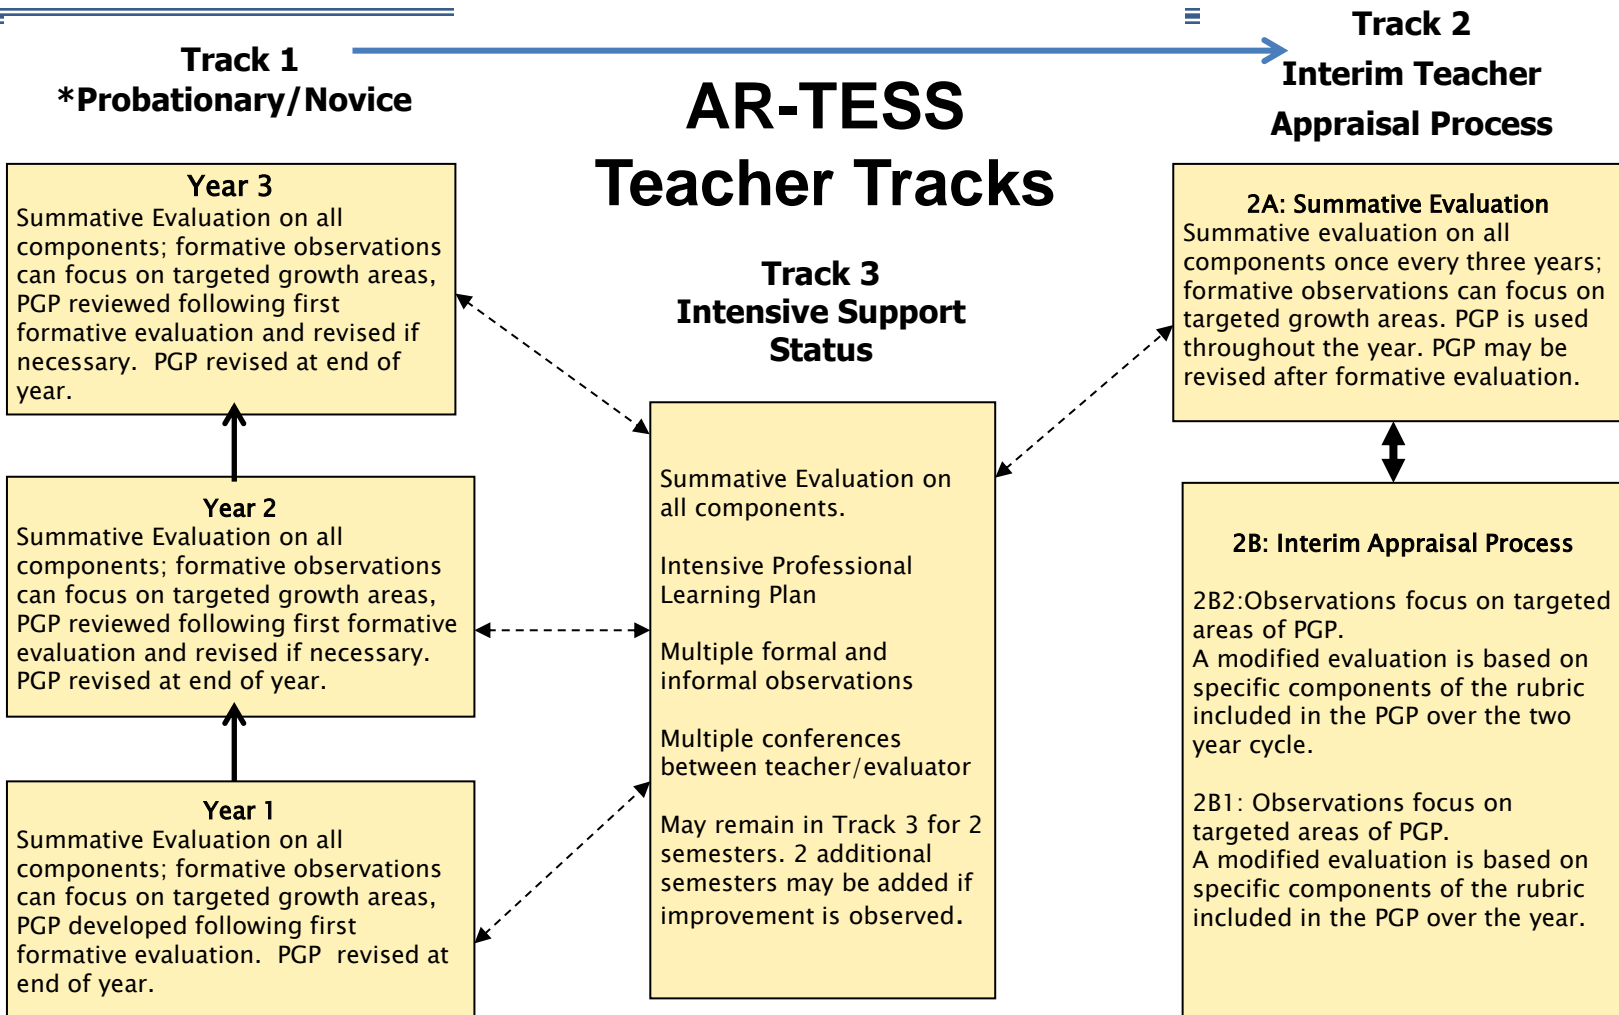 Track 1
*Probationary/Novice
AR-TESS
Teacher Tracks
Track 2
Interim Teacher
Appraisal Process
Year 3
Summative Evaluation on all
components; formative observations
can focus on targeted growth areas,
PGP reviewed following first
formative evaluation and revised if
necessary.  PGP revised at end of
year.
Year 2
Summative Evaluation on all
components; formative observations
can focus on targeted growth areas,
PGP reviewed following first formative
evaluation and revised if necessary.
PGP revised at end of year.
Year 1
Summative Evaluation on all
components; formative observations
can focus on targeted growth areas,
PGP developed following first
formative evaluation.  PGP  revised at
end of year.
Track 3
Intensive Support
Status
Summative Evaluation on
all components.
Intensive Professional
Learning Plan
Multiple formal and
informal observations
Multiple conferences
between teacher/evaluator
May remain in Track 3 for 2
semesters. 2 additional
semesters may be added if
improvement is observed.
2A: Summative Evaluation
Summative evaluation on all
components once every three years;
formative observations can focus on
targeted growth areas. PGP is used
throughout the year. PGP may be
revised after formative evaluation.
2B: Interim Appraisal Process
2B2:Observations focus on targeted
areas of PGP.
A modified evaluation is based on
specific components of the rubric
included in the PGP over the two
year cycle.
2B1: Observations focus on
targeted areas of PGP.
A modified evaluation is based on
specific components of the rubric
included in the PGP over the year.